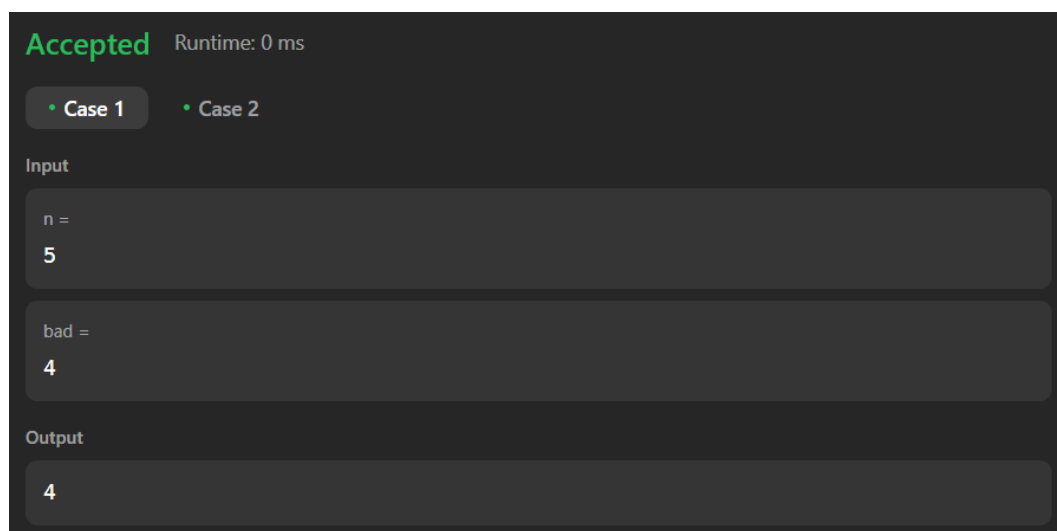 Accepted Runtime: 0 ms
• Case 1 • Case 2
Input
n =
5
bad =
4
Output
4